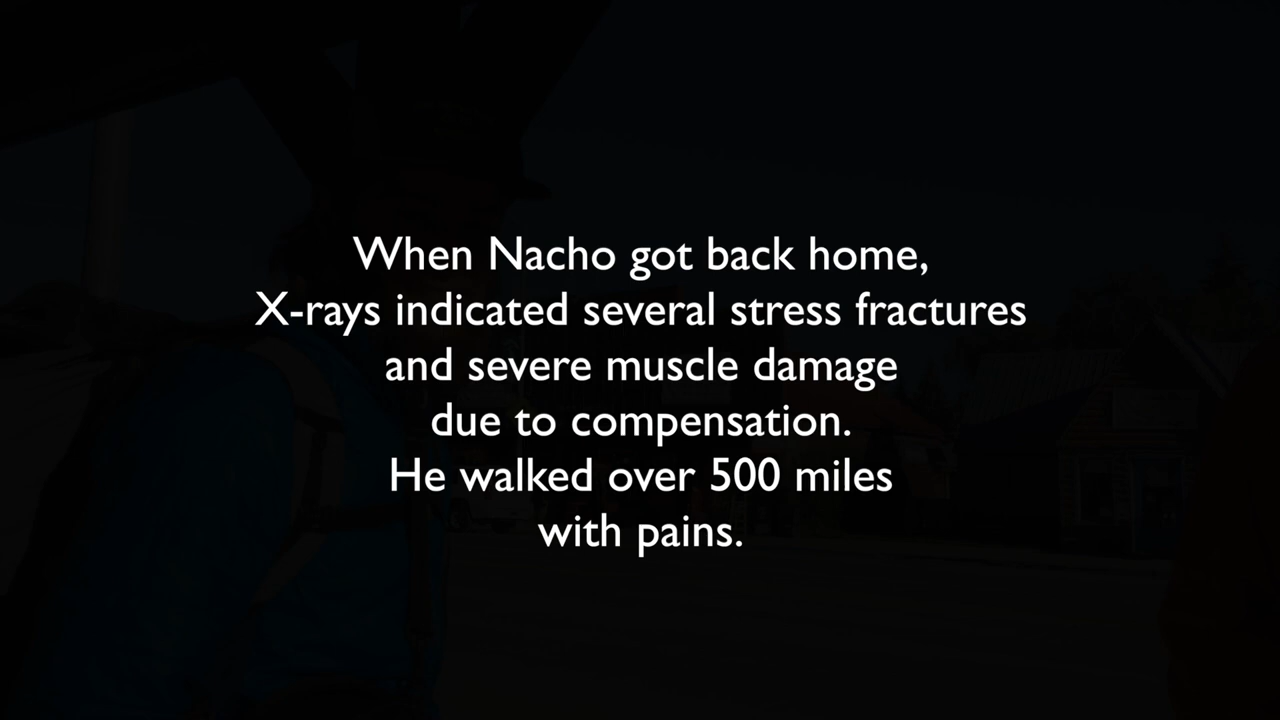 When Nacho got back home,
X-rays indicated several stress fractures
and severe muscle damage
due to compensation.
He walked over 500 miles
with pains.